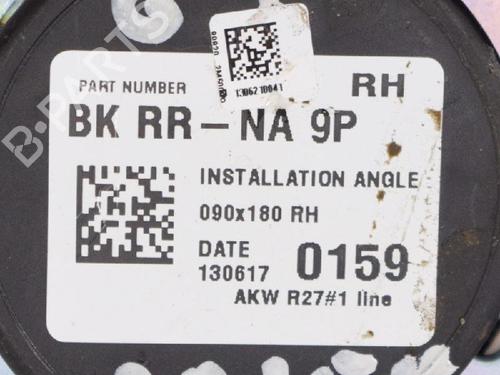 1306210041
PART NUMBER
RH
BK RR-NA 9P
INSTALLATION ANGLE
090x180 RH
DATE
130617
0159
AKW R27#1 line
B-PARTS